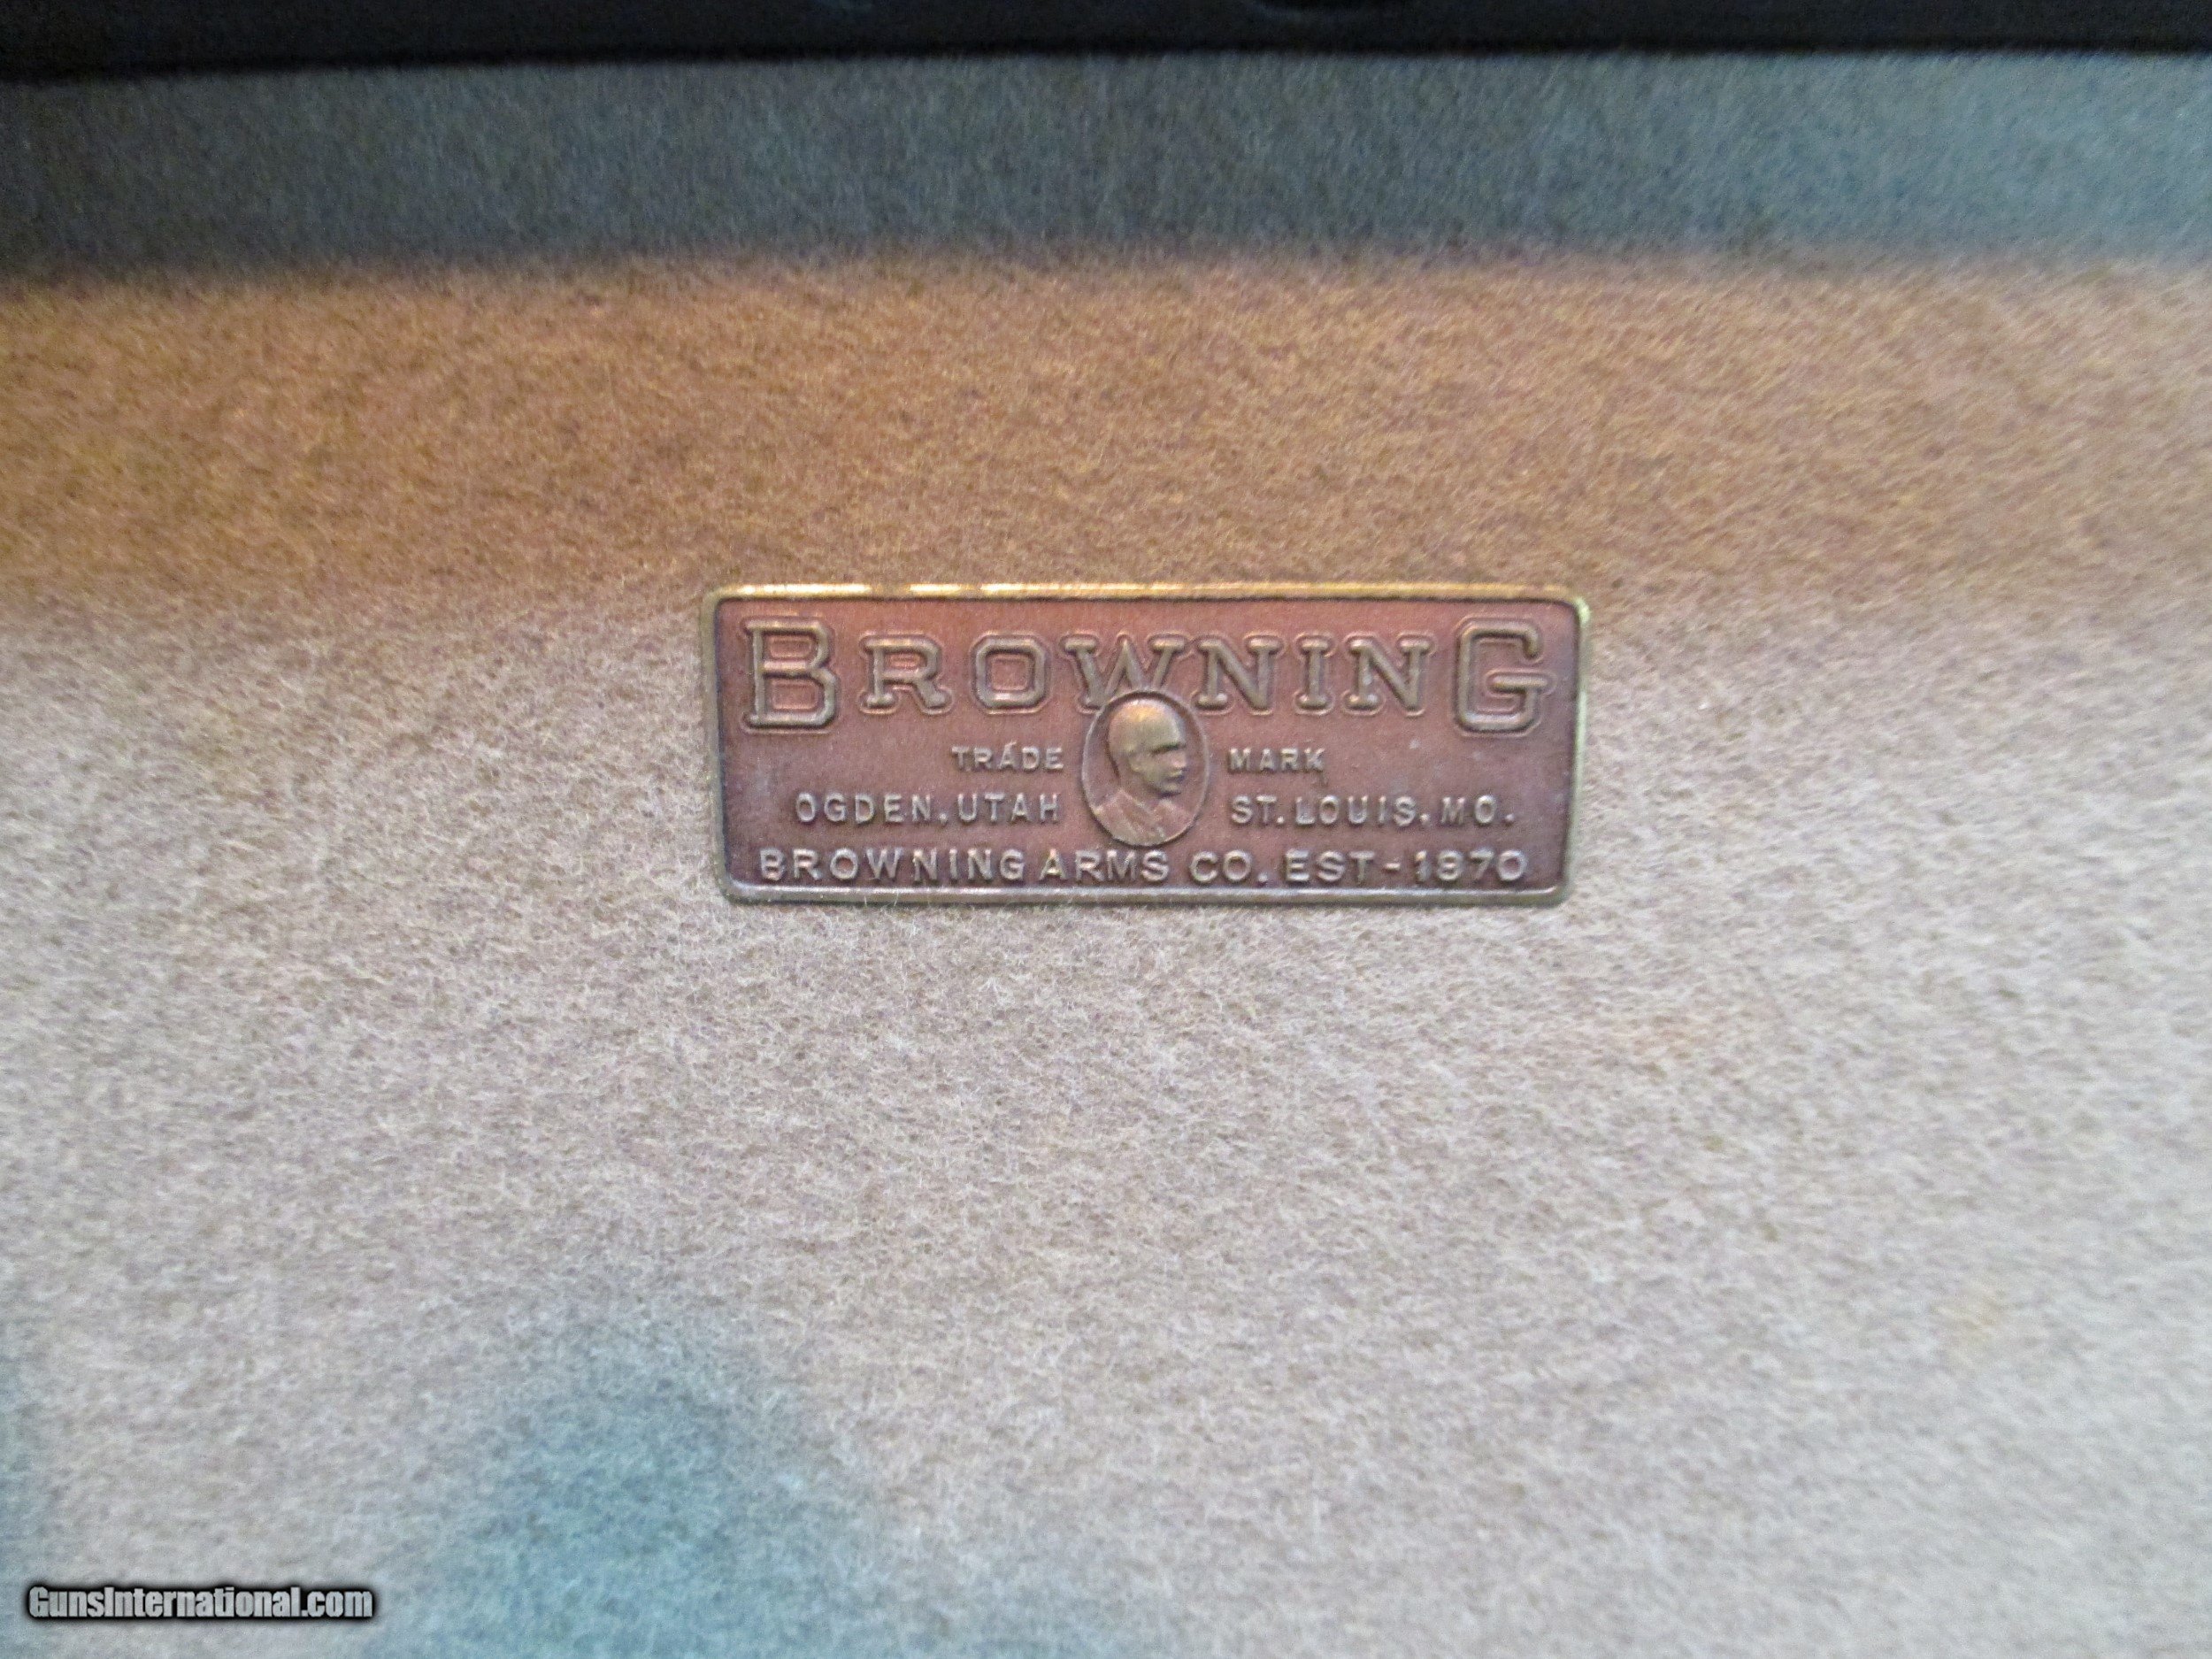 BROWNING
TRADE MARK
OGDEN, UTAH ST. LOUIS, MO.
BROWNING ARMS CO. EST-1870
GunsInternational.com